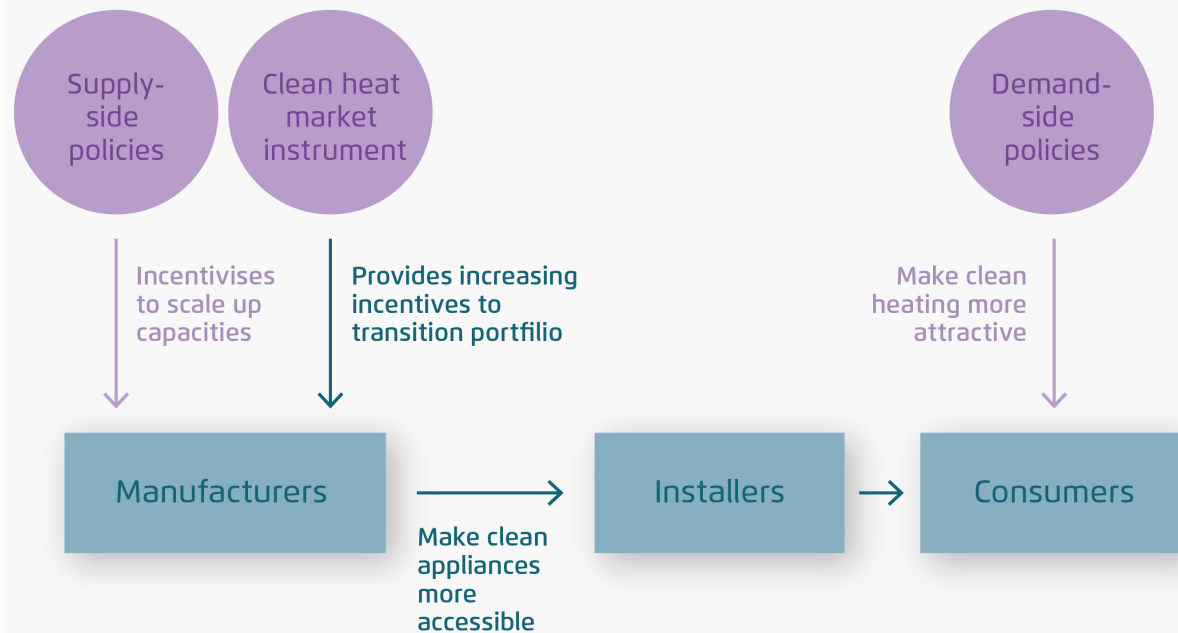 Supply-
side
policies
Clean heat
market
instrument
Demand-
side
policies
Incentivises
to scale up
capacities
Provides increasing
incentives to
transition portfilio
Make clean
heating more
attractive
Manufacturers
Installers
Consumers
Make clean
appliances
more
accessible